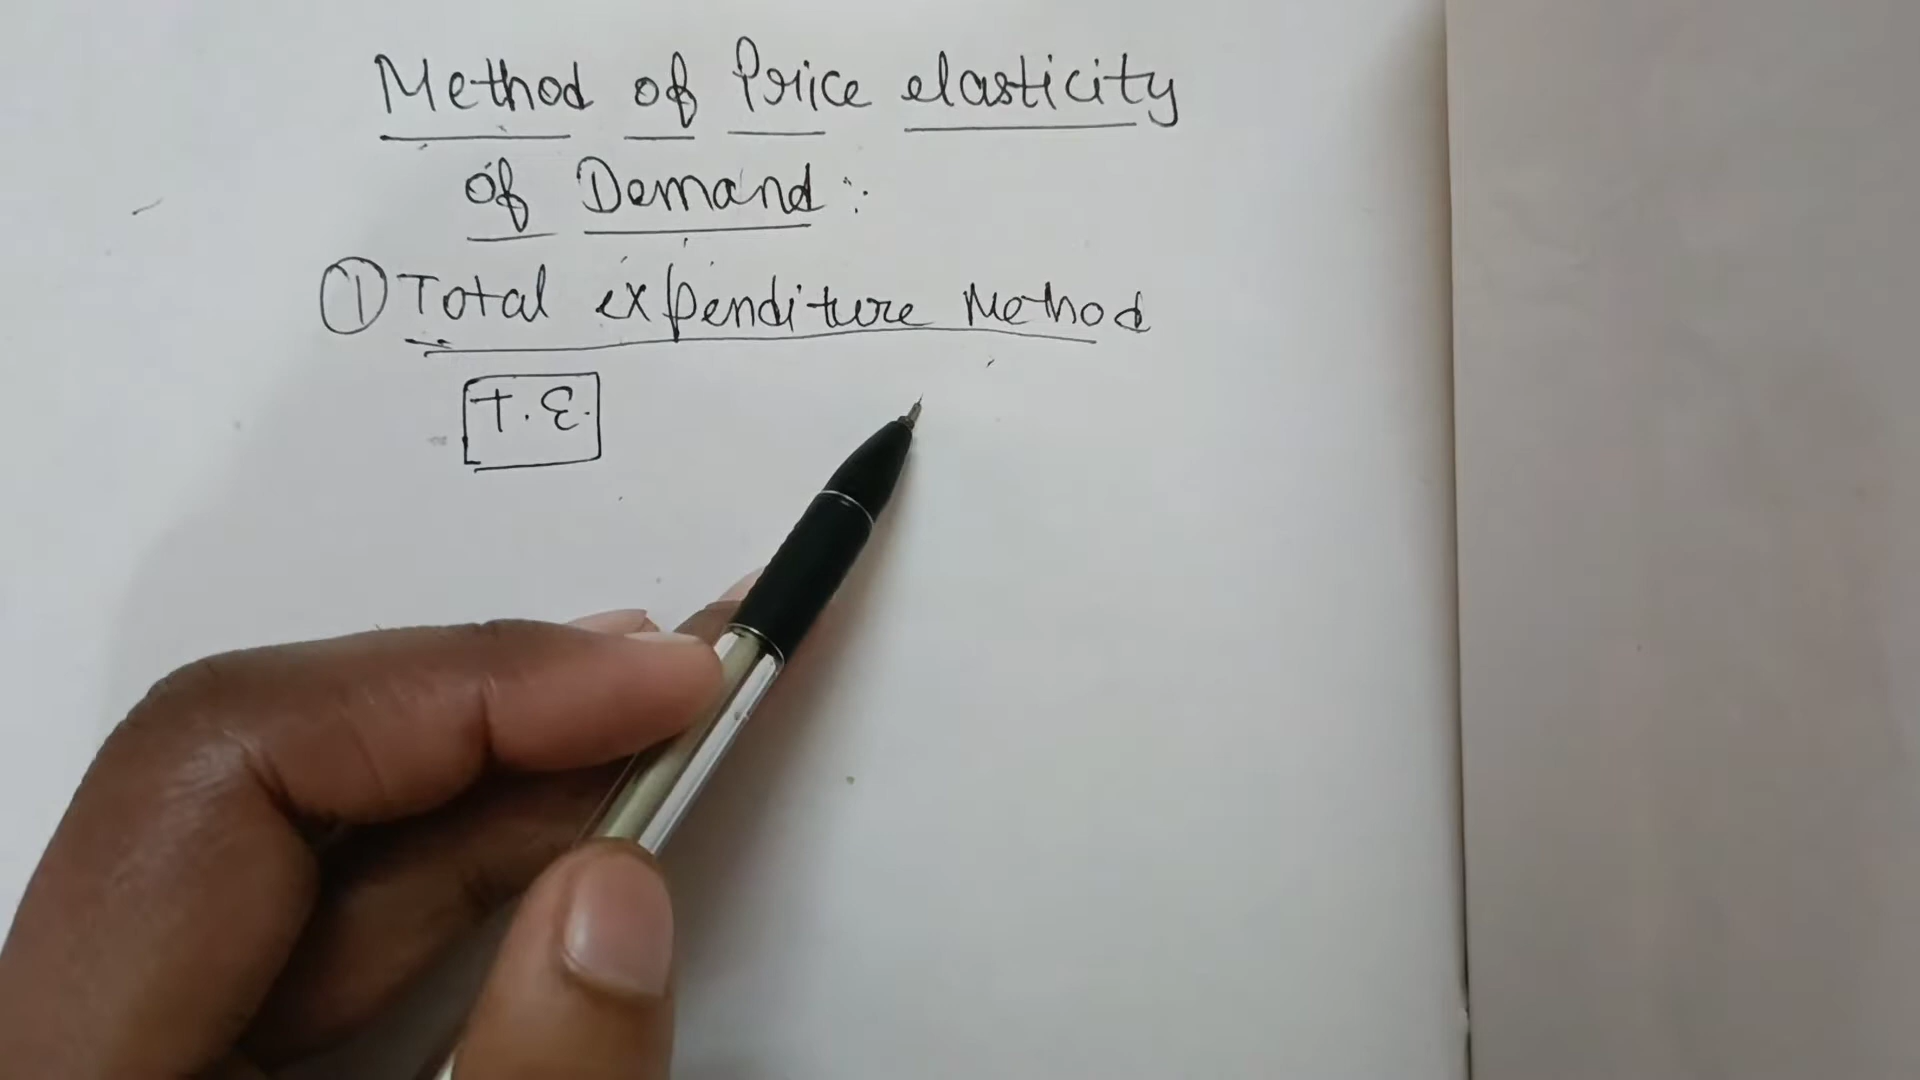 Method of Price elasticity
of Demand :
① Total expenditure Method
T.E.